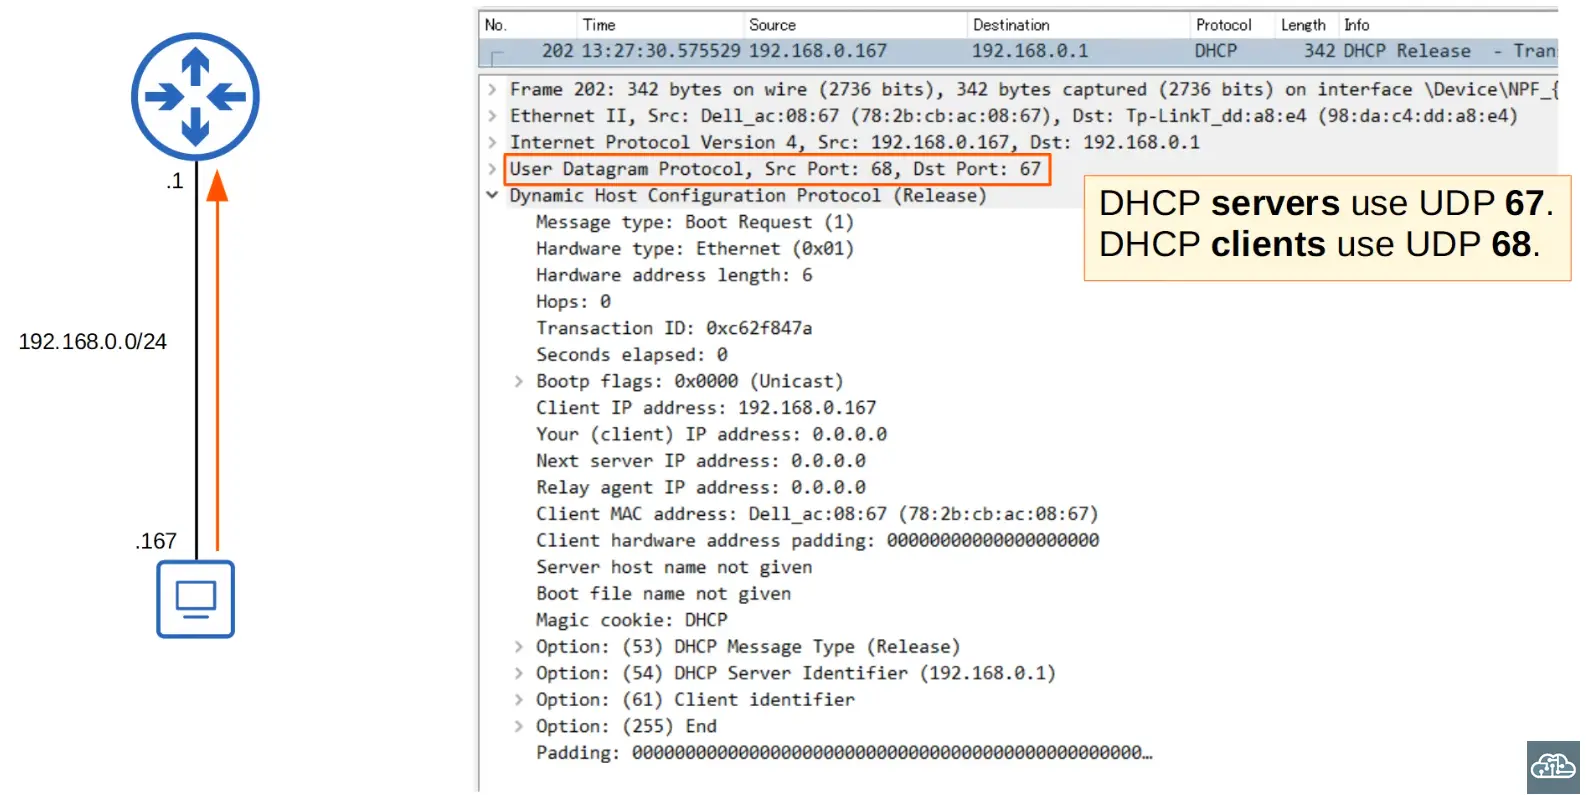 .1
192.168.0.0/24
.167
No. Time Source Destination Protocol Length Info
202 13:27:30.575529 192.168.0.167 192.168.0.1 DHCP 342 DHCP Release - Tran
Frame 202: 342 bytes on wire (2736 bits), 342 bytes captured (2736 bits) on interface \Device\NPF_{
Ethernet II, Src: Dell_ac:08:67 (78:2b:cb:ac:08:67), Dst: Tp-LinkT_dd:a8:e4 (98:da:c4:dd:a8:e4)
Internet Protocol Version 4, Src: 192.168.0.167, Dst: 192.168.0.1
User Datagram Protocol, Src Port: 68, Dst Port: 67
Dynamic Host Configuration Protocol (Release)
Message type: Boot Request (1)
Hardware type: Ethernet (0x01)
Hardware address length: 6
Hops: 0
Transaction ID: 0xc62f847a
Seconds elapsed: 0
Bootp flags: 0x0000 (Unicast)
Client IP address: 192.168.0.167
Your (client) IP address: 0.0.0.0
Next server IP address: 0.0.0.0
Relay agent IP address: 0.0.0.0
Client MAC address: Dell_ac:08:67 (78:2b:cb:ac:08:67)
Client hardware address padding: 00000000000000000000
Server host name not given
Boot file name not given
Magic cookie: DHCP
Option: (53) DHCP Message Type (Release)
Option: (54) DHCP Server Identifier (192.168.0.1)
Option: (61) Client identifier
Option: (255) End
Padding: 000000000000000000000000000000000000000000000000…
DHCP servers use UDP 67.
DHCP clients use UDP 68.